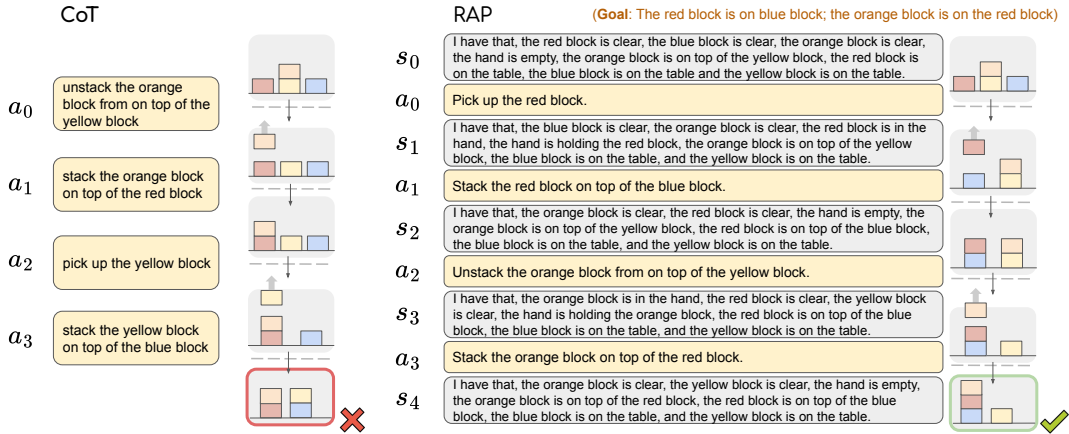 CoT
a0
unstack the orange
block from on top of the
yellow block
a1
stack the orange block
on top of the red block
a2
pick up the yellow block
a3
stack the yellow block
on top of the blue block
RAP
(Goal: The red block is on blue block; the orange block is on the red block)
s0
I have that, the red block is clear, the blue block is clear, the orange block is clear,
the hand is empty, the orange block is on top of the yellow block, the red block is
on the table, the blue block is on the table and the yellow block is on the table.
a0
Pick up the red block.
s1
I have that, the blue block is clear, the orange block is clear, the red block is in the
hand, the hand is holding the red block, the orange block is on top of the yellow
block, the blue block is on the table, and the yellow block is on the table.
a1
Stack the red block on top of the blue block.
s2
I have that, the orange block is clear, the red block is clear, the hand is empty, the
orange block is on top of the yellow block, the red block is on top of the blue block,
the blue block is on the table, and the yellow block is on the table.
a2
Unstack the orange block from on top of the yellow block.
s3
I have that, the orange block is in the hand, the red block is clear, the yellow block
is clear, the hand is holding the orange block, the red block is on top of the blue
block, the blue block is on the table, and the yellow block is on the table.
a3
Stack the orange block on top of the red block.
s4
I have that, the orange block is clear, the yellow block is clear, the hand is empty,
the orange block is on top of the red block, the red block is on top of the blue
block, the blue block is on the table, and the yellow block is on the table.